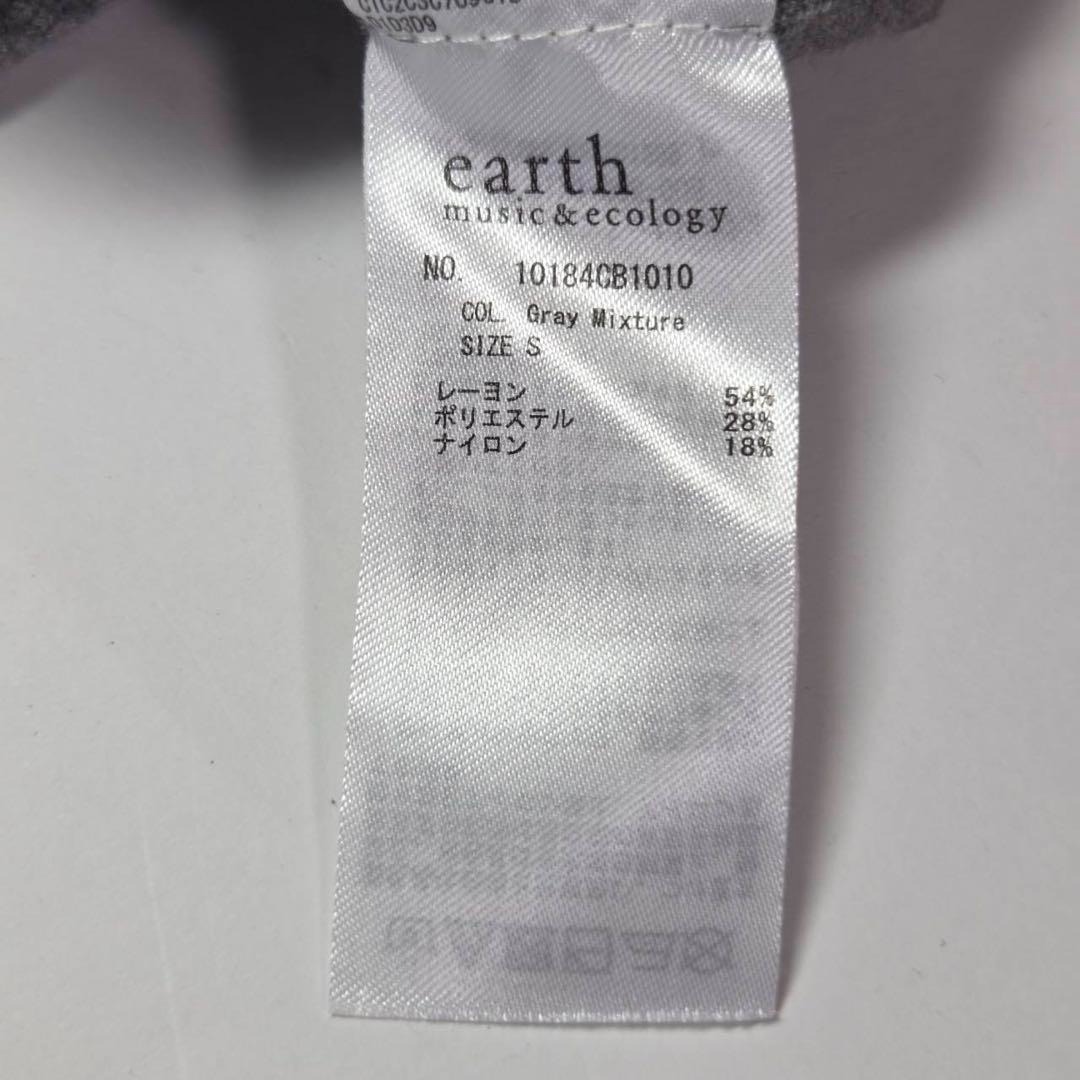 D1D3D9
earth
music&ecology
NO. 10184CB1010
COL. Gray Mixture
SIZE S
レーヨン 54%
ポリエステル 28%
ナイロン 18%